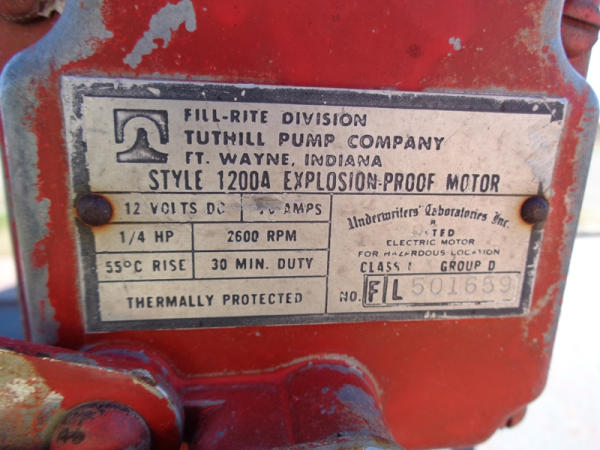 FILL-RITE DIVISION
TUTHILL PUMP COMPANY
FT. WAYNE, INDIANA
STYLE 1200A EXPLOSION-PROOF MOTOR
12 VOLTS DC AMPS
1/4 HP 2600 RPM
55°C RISE 30 MIN. DUTY
THERMALLY PROTECTED
Underwriters' Laboratories Inc.
ELECTRIC MOTOR
FOR HAZARDOUS LOCATION
CLASS I GROUP D
NO. FL 501659